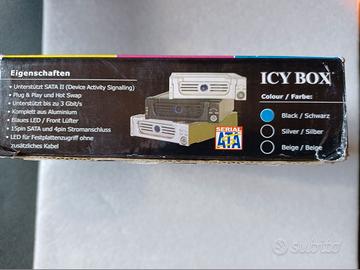 Eigenschaften
• Unterstützt SATA II (Device Activity Signalling)
• Plug & Play und Hot Swap
• Unterstützt bis zu 3 Gbit/s
• Komplett aus Aluminium
• Blaues LED / Front Lüfter
• 15pin SATA und 4pin Stromanschluss
• LED für Festplattenzugriff ohne
zusätzliches Kabel
SERIAL
ATA
ICY BOX
Colour / Farbe:
Black / Schwarz
Silver / Silber
Beige / Beige
subito